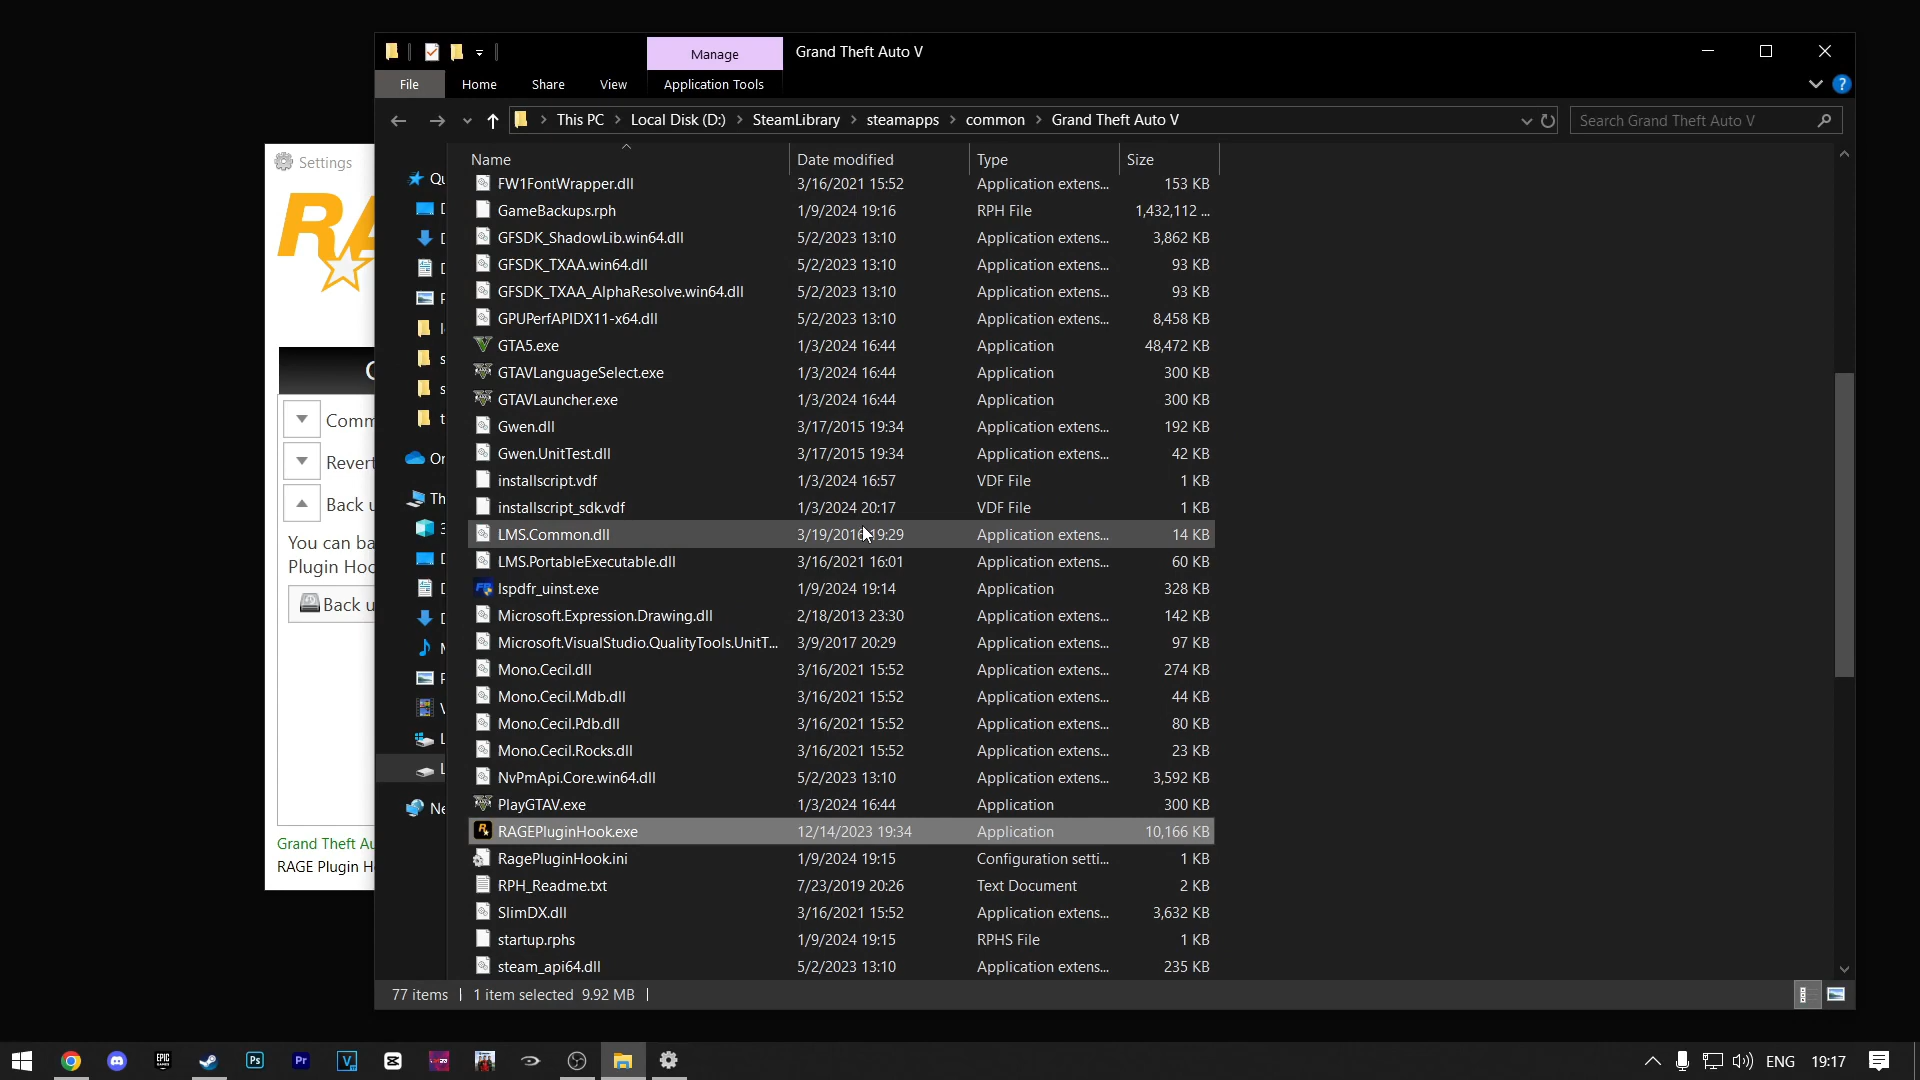 Manage
Grand Theft Auto V
File
Home
Share
View
Application Tools
This PC
Local Disk (D:)
SteamLibrary
steamapps
common
Grand Theft Auto V
Search Grand Theft Auto V
Settings
Name
Date modified
Type
Size
FW1FontWrapper.dll 3/16/2021 15:52 Application extens... 153 KB
GameBackups.rph 1/9/2024 19:16 RPH File 1,432,112 ...
GFSDK_ShadowLib.win64.dll 5/2/2023 13:10 Application extens... 3,862 KB
GFSDK_TXAA.win64.dll 5/2/2023 13:10 Application extens... 93 KB
GFSDK_TXAA_AlphaResolve.win64.dll 5/2/2023 13:10 Application extens... 93 KB
GPUPerfAPIDX11-x64.dll 5/2/2023 13:10 Application extens... 8,458 KB
GTA5.exe 1/3/2024 16:44 Application 48,472 KB
GTAVLanguageSelect.exe 1/3/2024 16:44 Application 300 KB
GTAVLauncher.exe 1/3/2024 16:44 Application 300 KB
Gwen.dll 3/17/2015 19:34 Application extens... 192 KB
Gwen.UnitTest.dll 3/17/2015 19:34 Application extens... 42 KB
installscript.vdf 1/3/2024 16:57 VDF File 1 KB
installscript_sdk.vdf 1/3/2024 20:17 VDF File 1 KB
LMS.Common.dll 3/19/2016 19:29 Application extens... 14 KB
LMS.PortableExecutable.dll 3/16/2021 16:01 Application extens... 60 KB
lspdfr_uinst.exe 1/9/2024 19:14 Application 328 KB
Microsoft.Expression.Drawing.dll 2/18/2013 23:30 Application extens... 142 KB
Microsoft.VisualStudio.QualityTools.UnitT... 3/9/2017 20:29 Application extens... 97 KB
Mono.Cecil.dll 3/16/2021 15:52 Application extens... 274 KB
Mono.Cecil.Mdb.dll 3/16/2021 15:52 Application extens... 44 KB
Mono.Cecil.Pdb.dll 3/16/2021 15:52 Application extens... 80 KB
Mono.Cecil.Rocks.dll 3/16/2021 15:52 Application extens... 23 KB
NvPmApi.Core.win64.dll 5/2/2023 13:10 Application extens... 3,592 KB
PlayGTAV.exe 1/3/2024 16:44 Application 300 KB
RAGEPluginHook.exe 12/14/2023 19:34 Application 10,166 KB
RagePluginHook.ini 1/9/2024 19:15 Configuration setti... 1 KB
RPH_Readme.txt 7/23/2019 20:26 Text Document 2 KB
SlimDX.dll 3/16/2021 15:52 Application extens... 3,632 KB
startup.rphs 1/9/2024 19:15 RPHS File 1 KB
steam_api64.dll 5/2/2023 13:10 Application extens... 235 KB
Comm
Revert
Back u
You can ba
Plugin Hoo
Back u
Grand Theft Au
RAGE Plugin H
77 items 1 item selected 9.92 MB
ENG 19:17